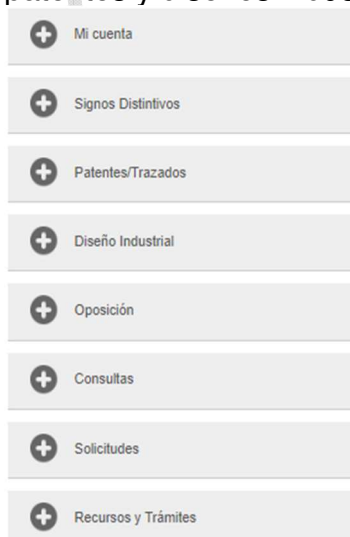 Mi cuenta
Signos Distintivos
Patentes/Trazados
Diseño Industrial
Oposición
Consultas
Solicitudes
Recursos y Trámites